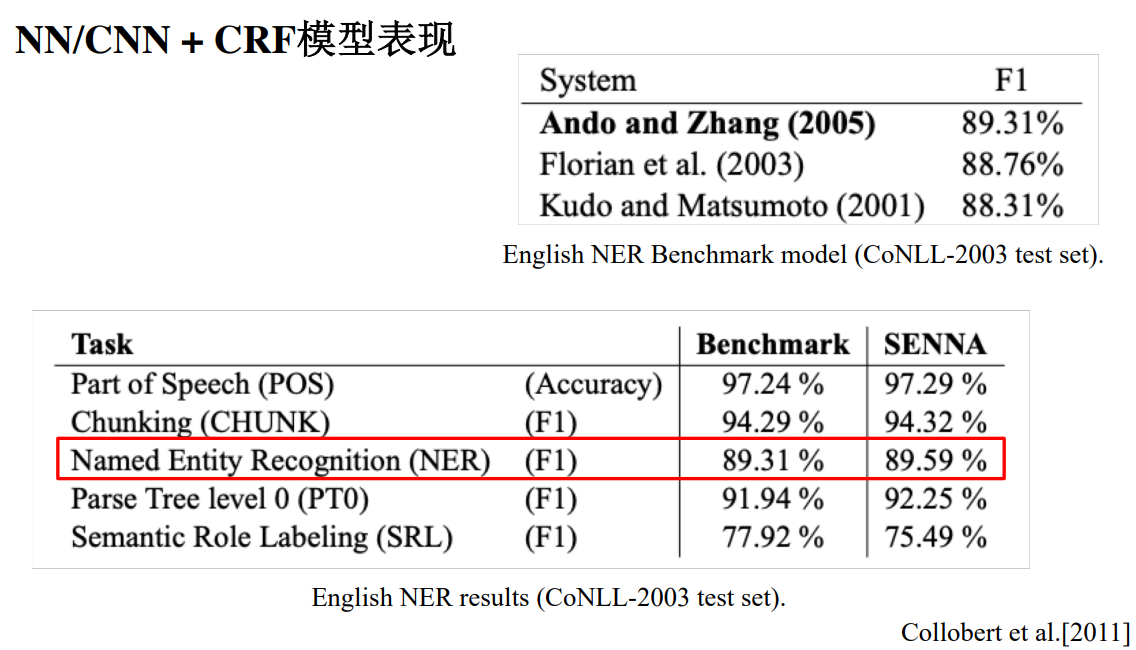 NN/CNN + CRF模型表现
System F1
Ando and Zhang (2005) 89.31%
Florian et al. (2003) 88.76%
Kudo and Matsumoto (2001) 88.31%
English NER Benchmark model (CoNLL-2003 test set).
Task Benchmark SENNA
Part of Speech (POS) (Accuracy) 97.24 % 97.29 %
Chunking (CHUNK) (F1) 94.29 % 94.32 %
Named Entity Recognition (NER) (F1) 89.31 % 89.59 %
Parse Tree level 0 (PT0) (F1) 91.94 % 92.25 %
Semantic Role Labeling (SRL) (F1) 77.92 % 75.49 %
English NER results (CoNLL-2003 test set).
Collobert et al.[2011]